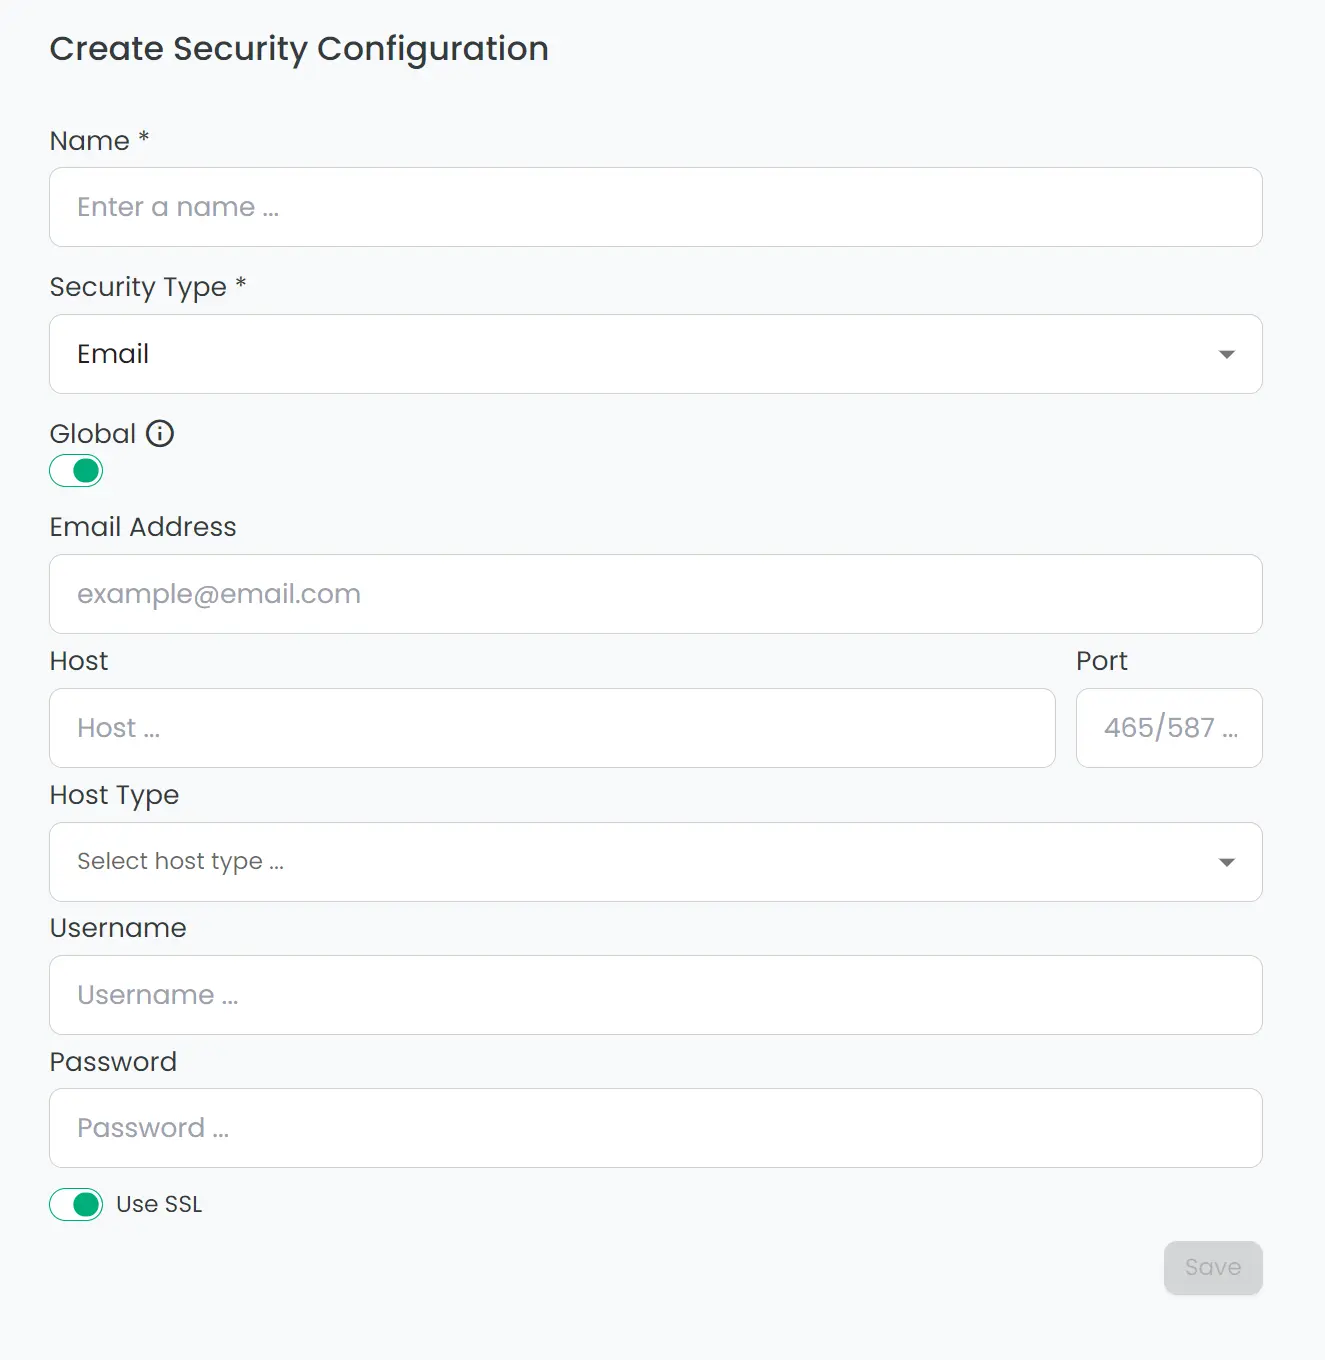 Create Security Configuration
Name *
Enter a name ...
Security Type *
Email
Global
Email Address
example@email.com
Host
Port
Host ...
465/587 ...
Host Type
Select host type ...
Username
Username ...
Password
Password ...
Use SSL
Save